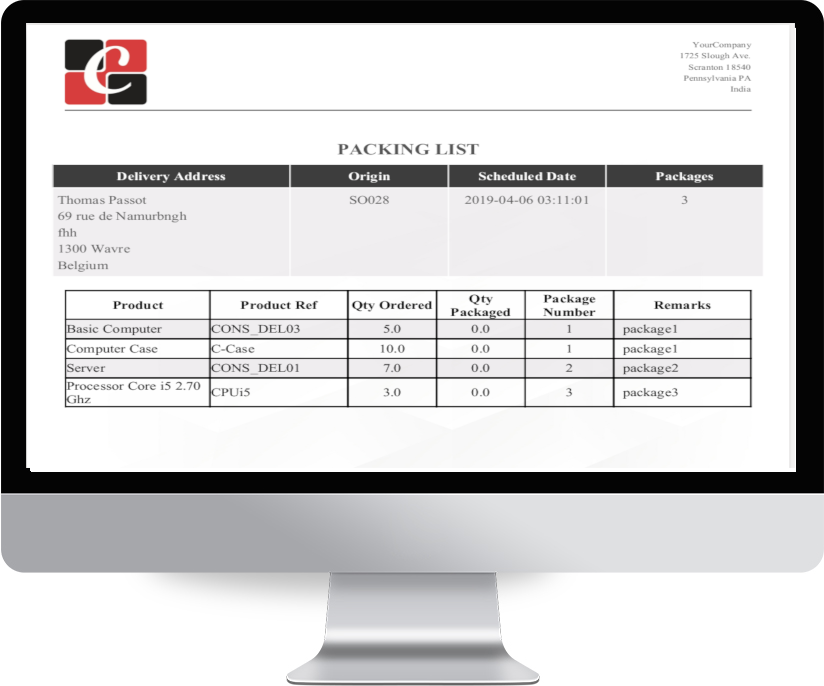 C
YourCompany
1725 Slough Ave.
Scranton 18540
Pennsylvania PA
India
PACKING LIST
Delivery Address Origin Scheduled Date Packages
Thomas Passot SO028 2019-04-06 03:11:01 3
69 rue de Namurbngh
fhh
1300 Wavre
Belgium
Product Product Ref Qty Ordered Qty Packaged Package Number Remarks
Basic Computer CONS_DEL03 5.0 0.0 1 package1
Computer Case C-Case 10.0 0.0 1 package1
Server CONS_DEL01 7.0 0.0 2 package2
Processor Core i5 2.70 Ghz CPUi5 3.0 0.0 3 package3